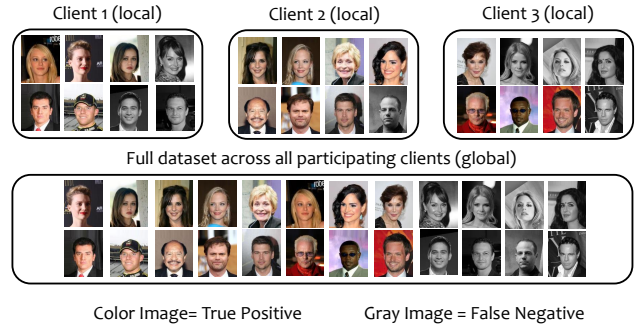 Client 1 (local)
Client 2 (local)
Client 3 (local)
Full dataset across all participating clients (global)
Color Image= True Positive
Gray Image = False Negative